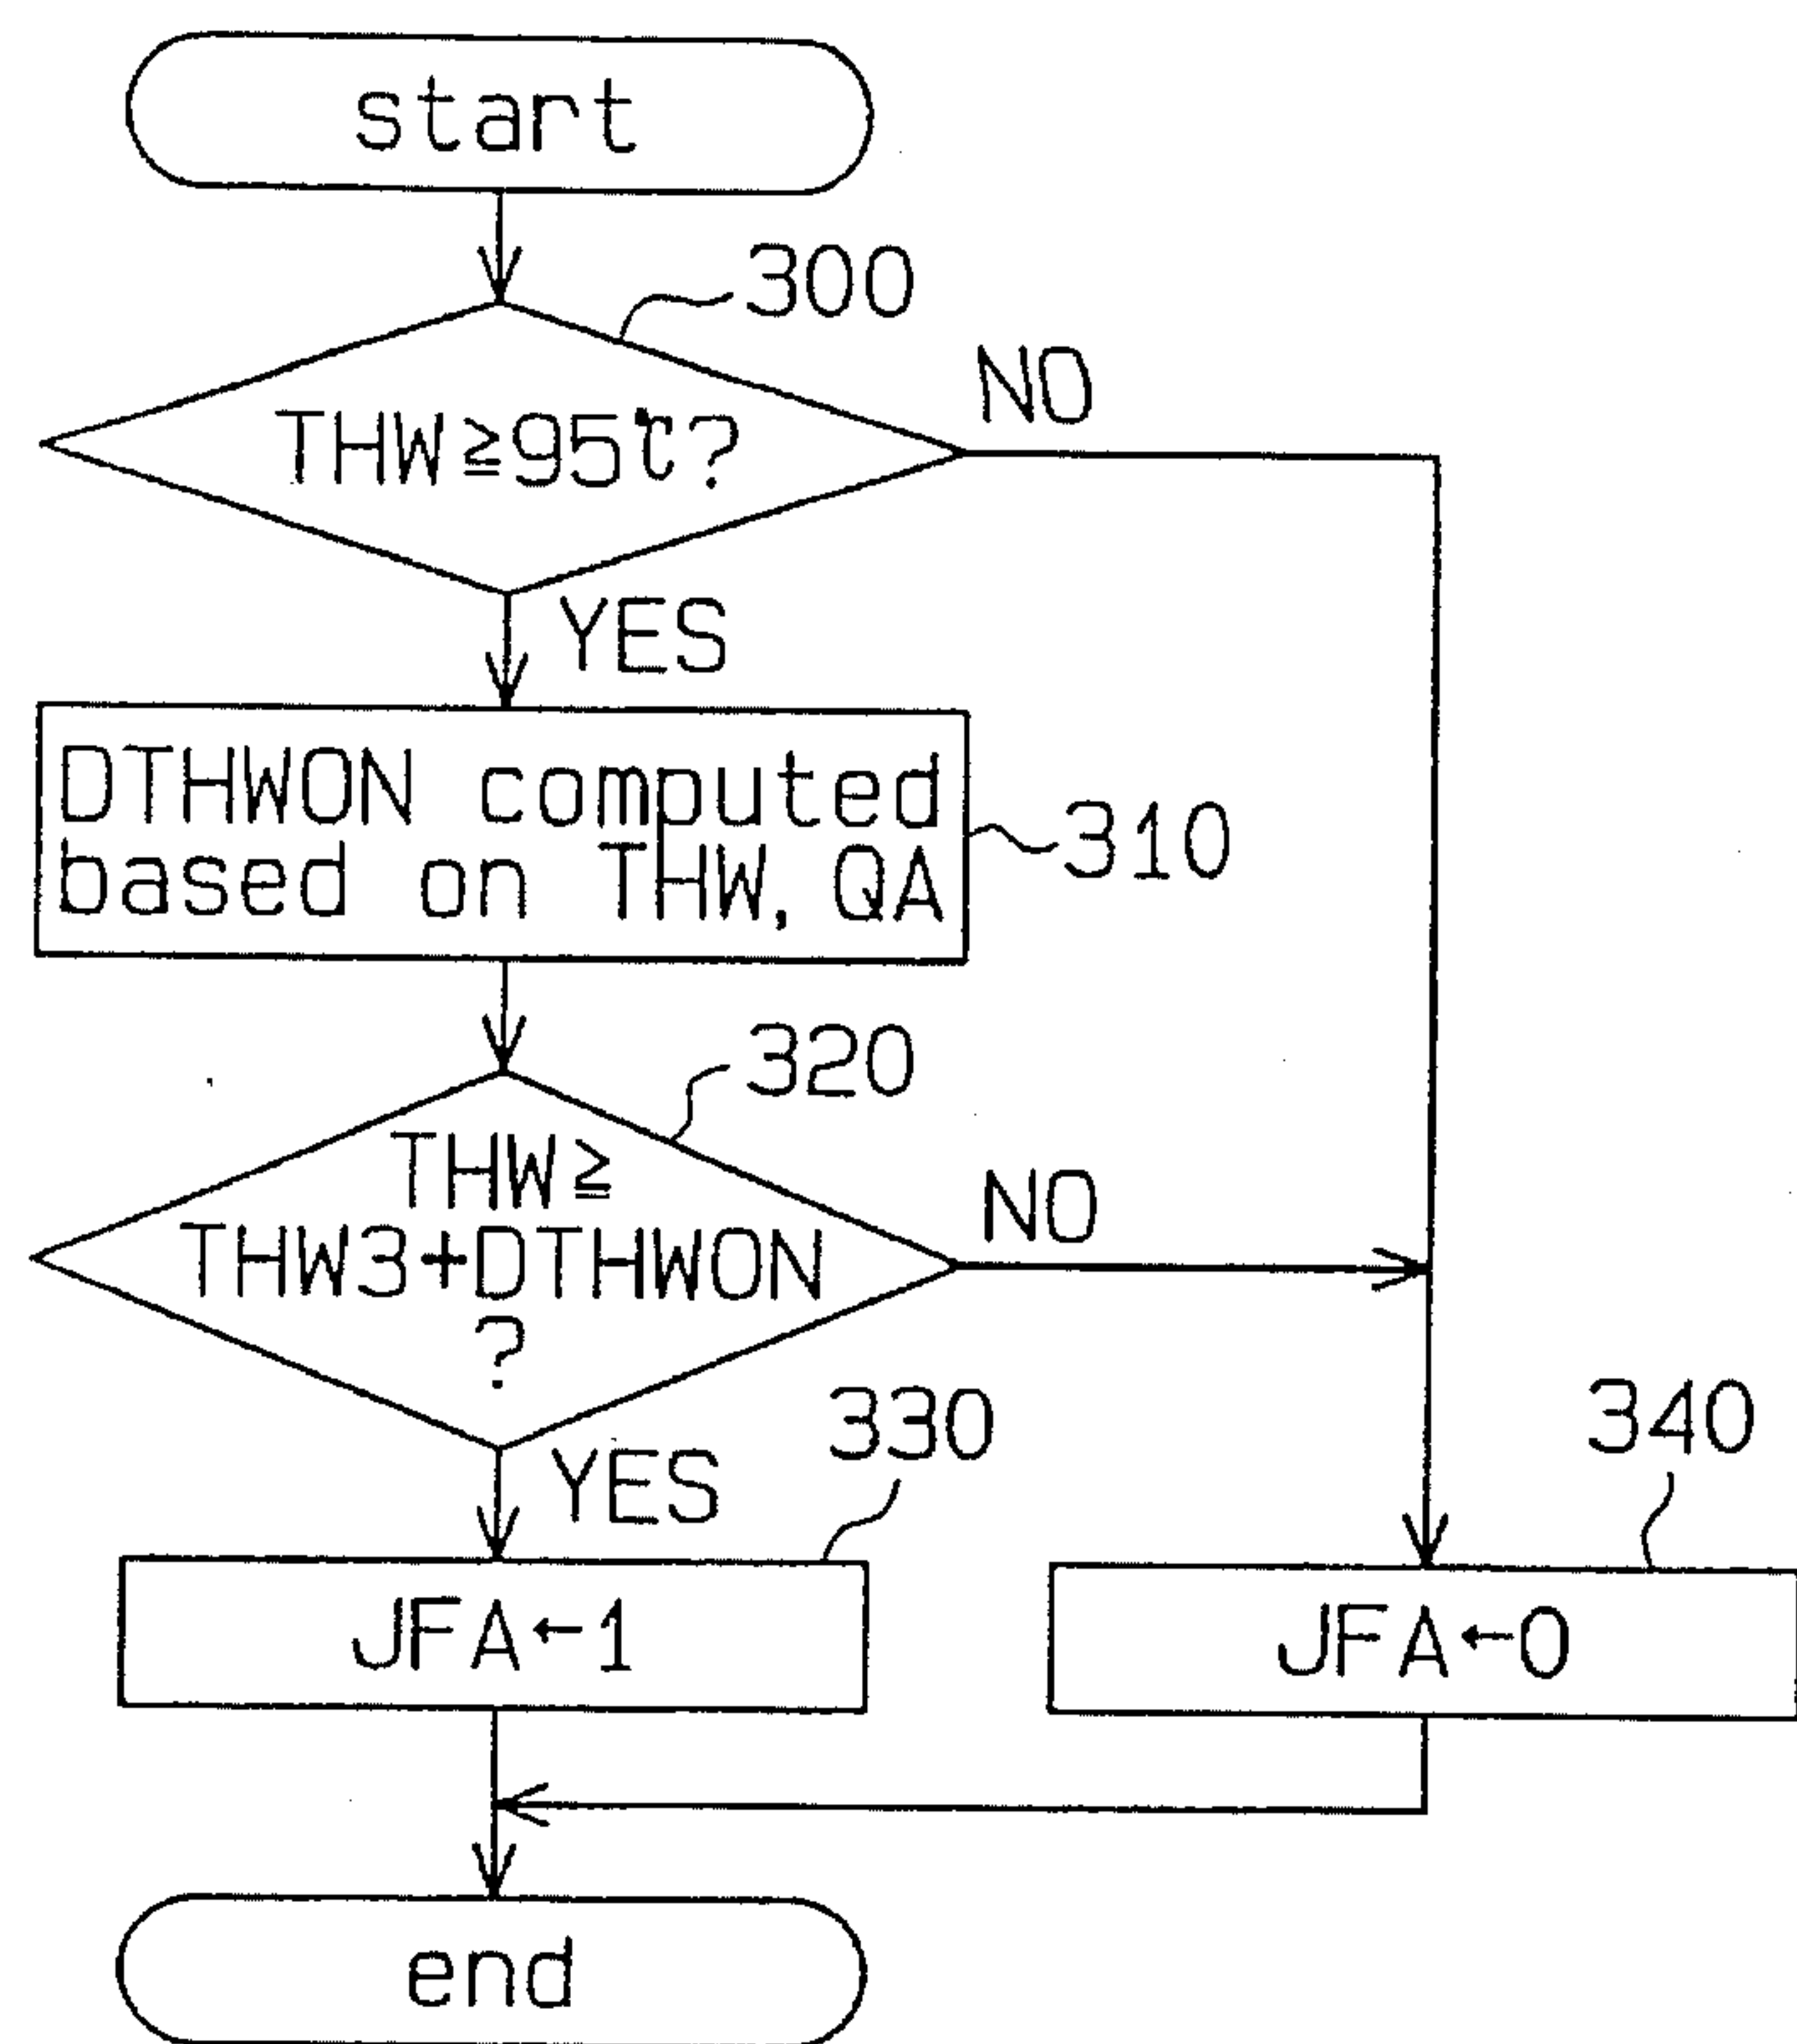 start
300
THW≧95℃?
NO
YES
DTHWON computed
based on THW, QA
310
320
THW≧
THW3+DTHWON
?
NO
YES
330
340
JFA←1
JFA←0
end